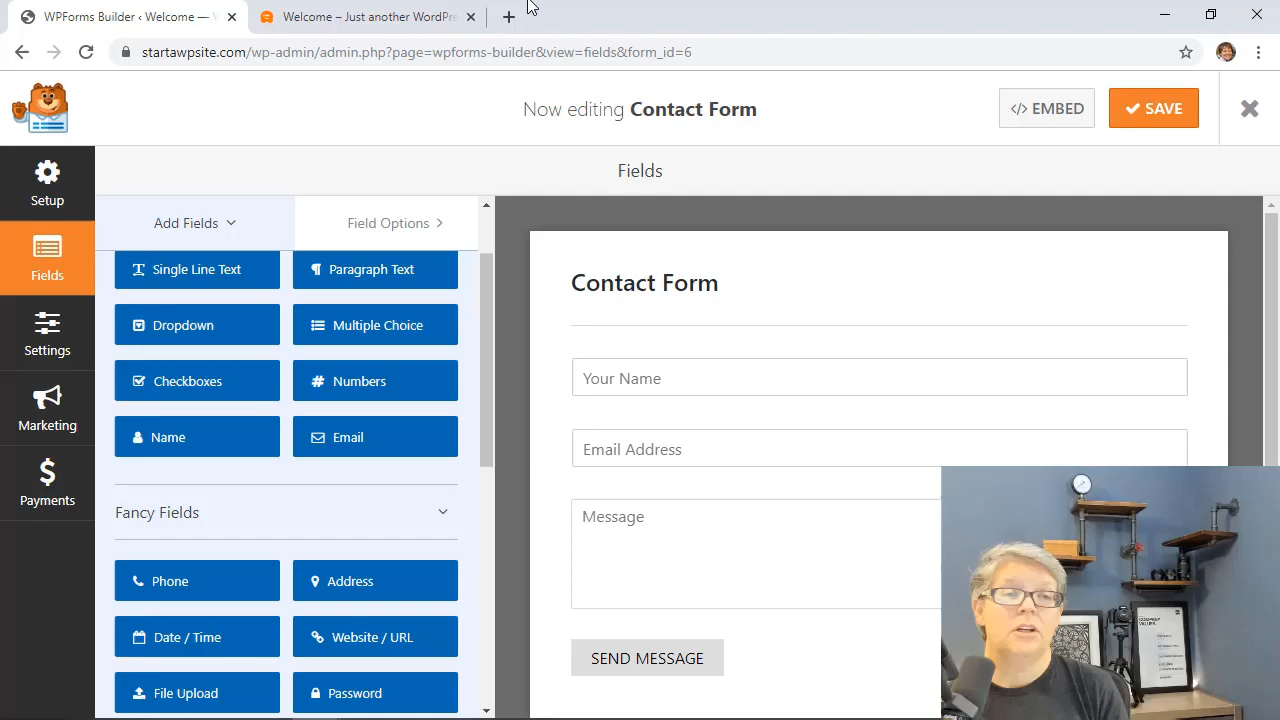 WPForms Builder ‹ Welcome —
Welcome – Just another WordPre
startawpsite.com/wp-admin/admin.php?page=wpforms-builder&view=fields&form_id=6
Now editing Contact Form
</> EMBED
SAVE
Setup
Fields
Settings
Marketing
Payments
Fields
Add Fields
Field Options
Single Line Text
Paragraph Text
Dropdown
Multiple Choice
Checkboxes
Numbers
Name
Email
Fancy Fields
Phone
Address
Date / Time
Website / URL
File Upload
Password
Contact Form
Your Name
Email Address
Message
SEND MESSAGE
COMPANY
VALUES